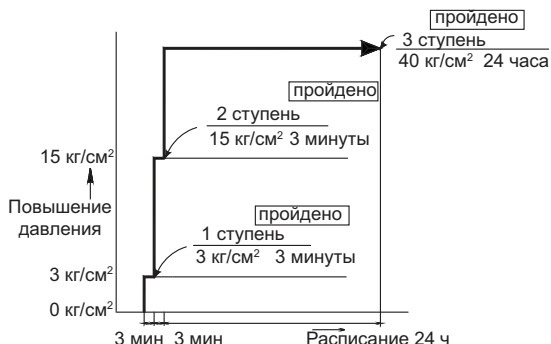 пройдено
3 ступень
40 кг/см² 24 часа
пройдено
2 ступень
15 кг/см² 3 минуты
15 кг/см²
Повышение
давления
пройдено
1 ступень
3 кг/см² 3 минуты
3 кг/см²
0 кг/см²
3 мин 3 мин Расписание 24 ч